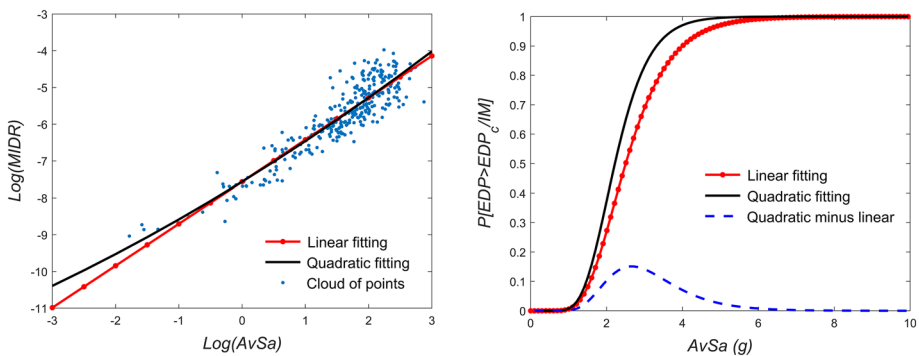 -3
-4
-5
-6
-7
-8
-9
-10
-11
Log(MIDR)
-3 -2 -1 0 1 2 3
Log(AvSa)
Linear fitting
Quadratic fitting
Cloud of points
1
0.9
0.8
0.7
0.6
0.5
0.4
0.3
0.2
0.1
0
P[EDP>EDPc/IM]
0 2 4 6 8 10
AvSa (g)
Linear fitting
Quadratic fitting
Quadratic minus linear